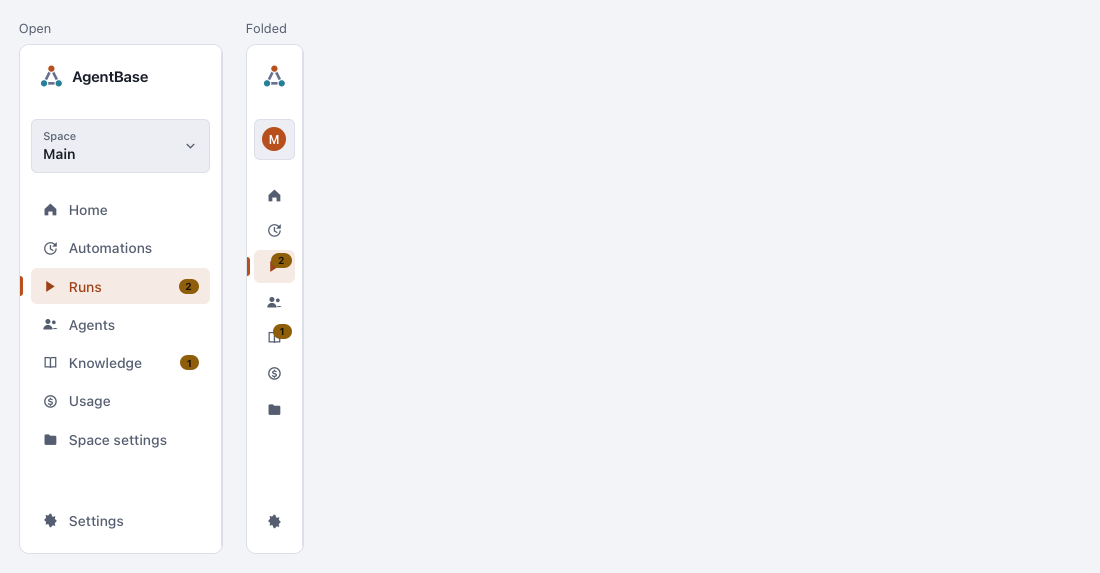 Open
AgentBase
Space
Main
Home
Automations
Runs 2
Agents
Knowledge 1
Usage
Space settings
Settings
Folded
M
2
1